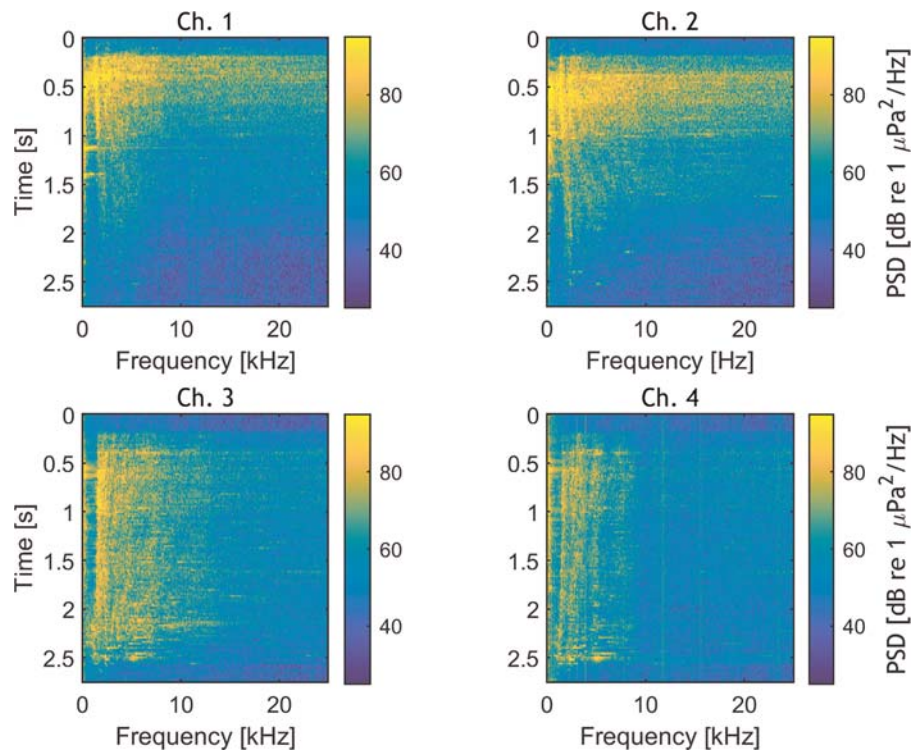 Ch. 1
Ch. 2
0
0.5
1
1.5
2
2.5
Time [s]
0 10 20
Frequency [kHz]
80
60
40
0
0.5
1
1.5
2
2.5
0 10 20
Frequency [Hz]
80
60
40
PSD [dB re 1 μPa²/Hz]
Ch. 3
Ch. 4
0
0.5
1
1.5
2
2.5
Time [s]
0 10 20
Frequency [kHz]
80
60
40
0
0.5
1
1.5
2
2.5
0 10 20
Frequency [kHz]
80
60
40
PSD [dB re 1 μPa²/Hz]